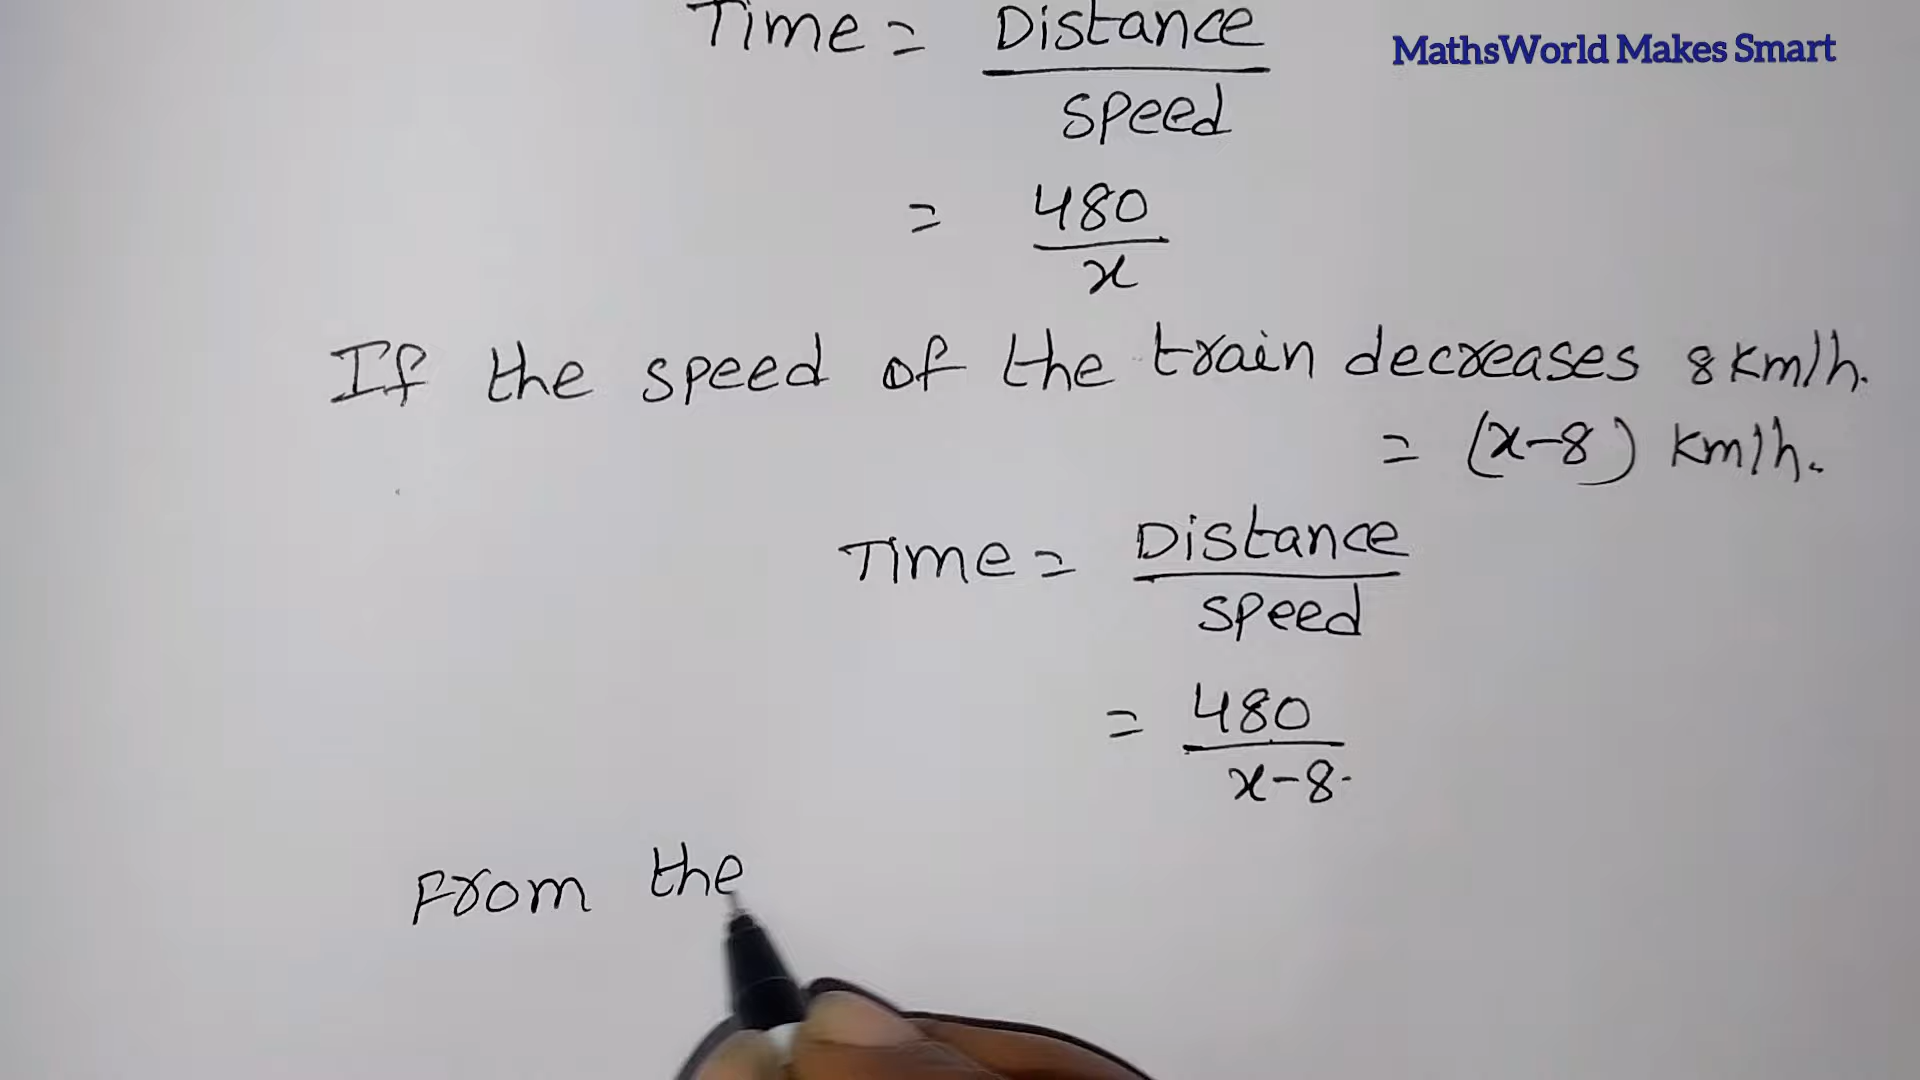 Time = Distance / speed
MathsWorld Makes Smart
= 480 / x
If the speed of the train decreases 8 km/h.
= (x-8) km/h.
Time = Distance / speed
= 480 / x-8.
From the